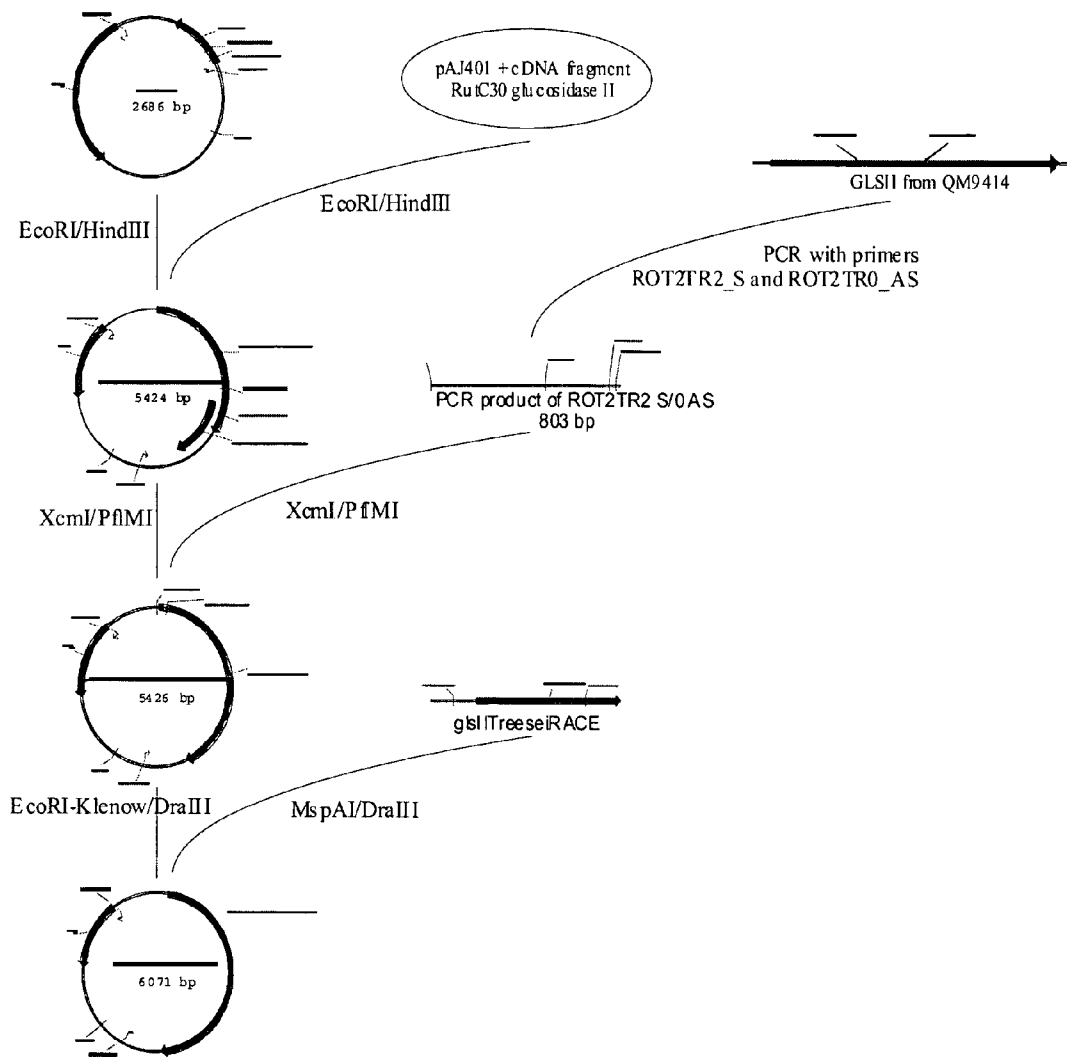 2686 bp
pAJ401 + cDNA fragment
RutC30 glucosidase II
EcoRI/HindIII
EcoRI/HindIII
GLSII from QM9414
PCR with primers
ROT2TR2_S and ROT2TR0_AS
5424 bp
PCR product of ROT2TR2 S/0 AS
803 bp
XcmI/PflMI
XcmI/PflMI
5426 bp
glsIITreeseiRACE
EcoRI-Klenow/DraIII
MspAI/DraIII
6071 bp